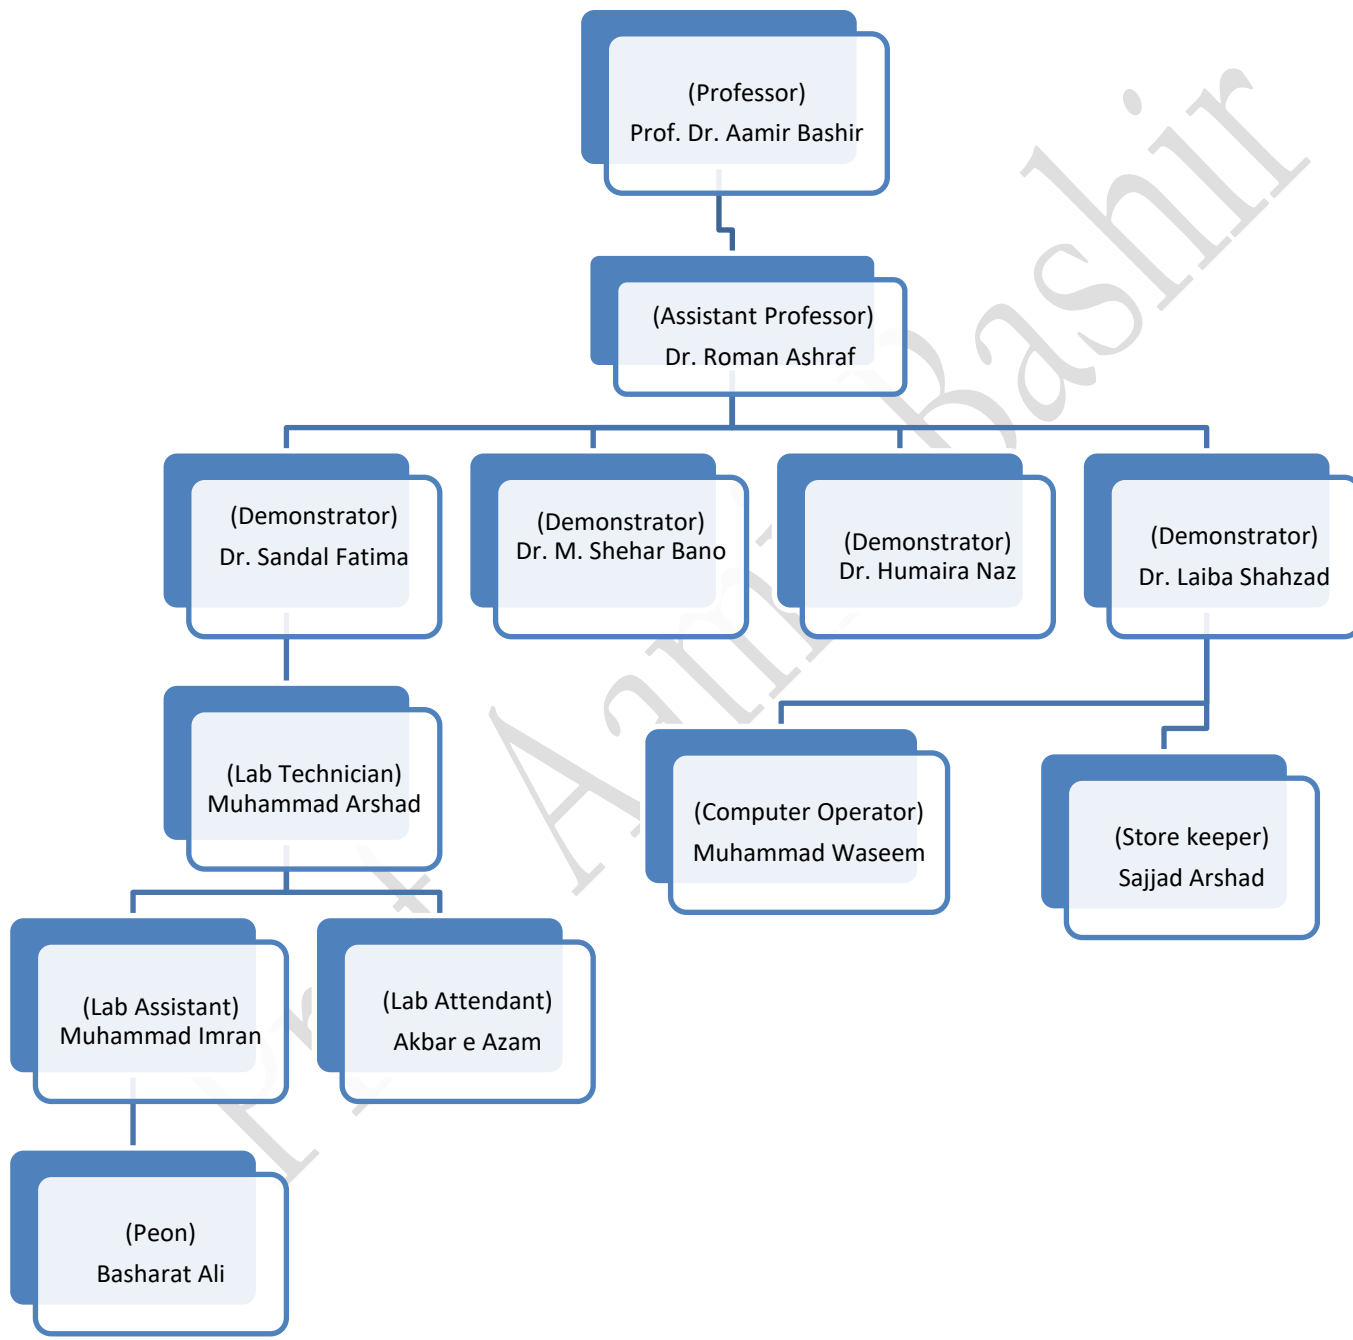 (Professor)
Prof. Dr. Aamir Bashir
(Assistant Professor)
Dr. Roman Ashraf
(Demonstrator)
Dr. Sandal Fatima
(Demonstrator)
Dr. M. Shehar Bano
(Demonstrator)
Dr. Humaira Naz
(Demonstrator)
Dr. Laiba Shahzad
(Lab Technician)
Muhammad Arshad
(Computer Operator)
Muhammad Waseem
(Store keeper)
Sajjad Arshad
(Lab Assistant)
Muhammad Imran
(Lab Attendant)
Akbar e Azam
(Peon)
Basharat Ali
Prof Aamir Bashir